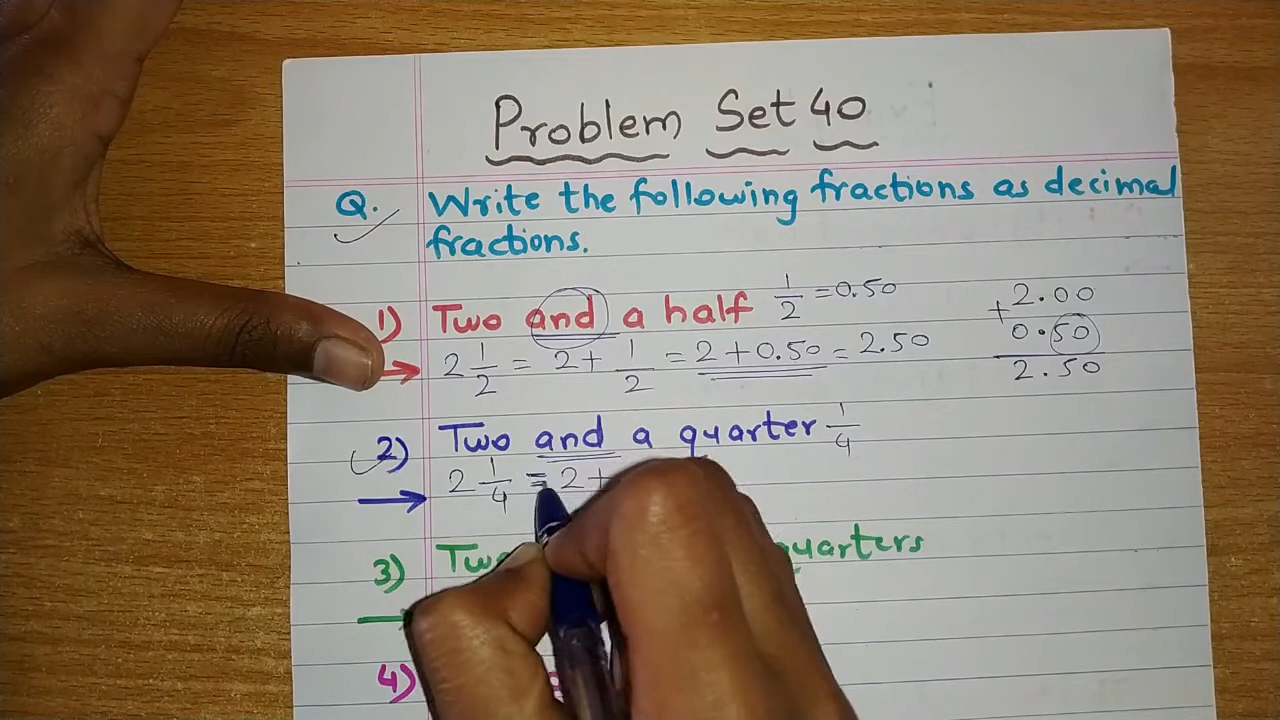 Problem Set 40
Q. Write the following fractions as decimal
fractions.
1) Two and a half 1/2 = 0.50
2 1/2 = 2 + 1/2 = 2 + 0.50 = 2.50
2.00
+ 0.50
2.50
2) Two and a quarter 1/4
2 1/4 = 2 +
3) quarters
4)